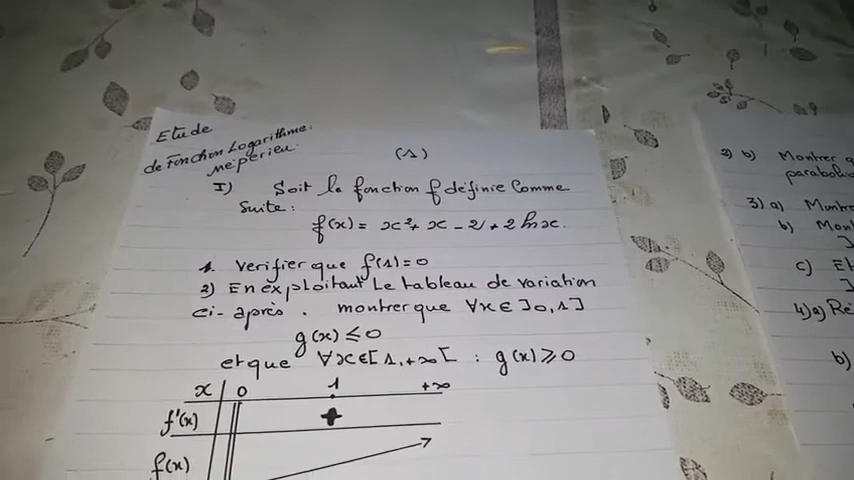 Etude
de Fonction Logarithme
népérieu.
(1)
I) Soit la fonction f définie Comme
Suite :
f(x) = x² + x - 2 + 2 ln x.
1. Verifier que f(1) = 0
2) En exploitant Le tableau de variation
ci-après. montrer que ∀x ∈ ]0, 1]
g(x) ≤ 0
et que ∀x ∈ [1, +∞[ : g(x) ≥ 0
x 0 1 +∞
f'(x) +
f(x)
2) b) Montrer
3) a)
b)
c)
4) a)
b)